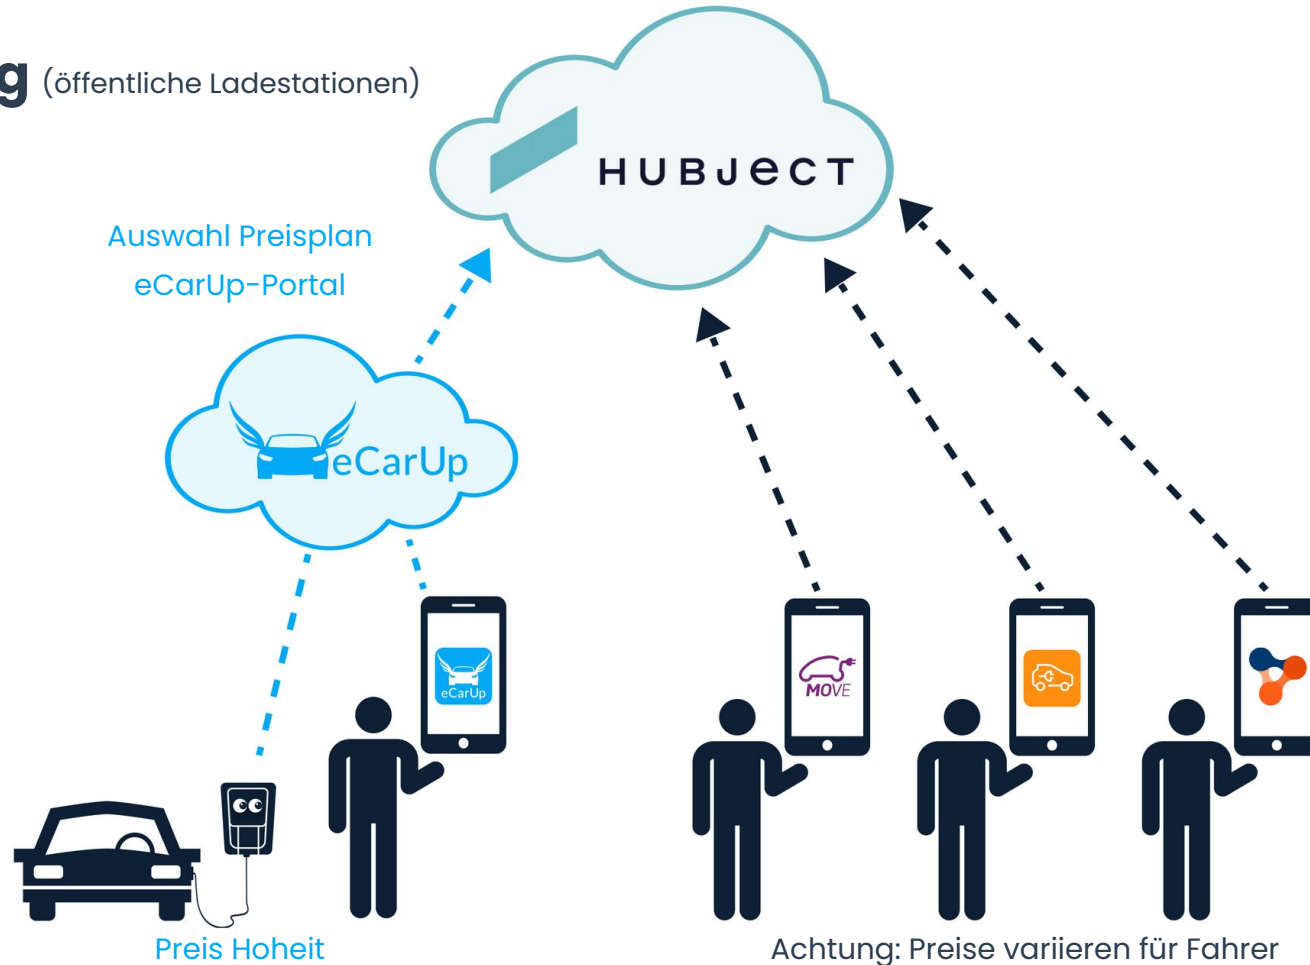 g (öffentliche Ladestationen)
HUBJECT
Auswahl Preisplan
eCarUp-Portal
eCarUp
eCarUp
MOVE
Preis Hoheit
Achtung: Preise variieren für Fahrer